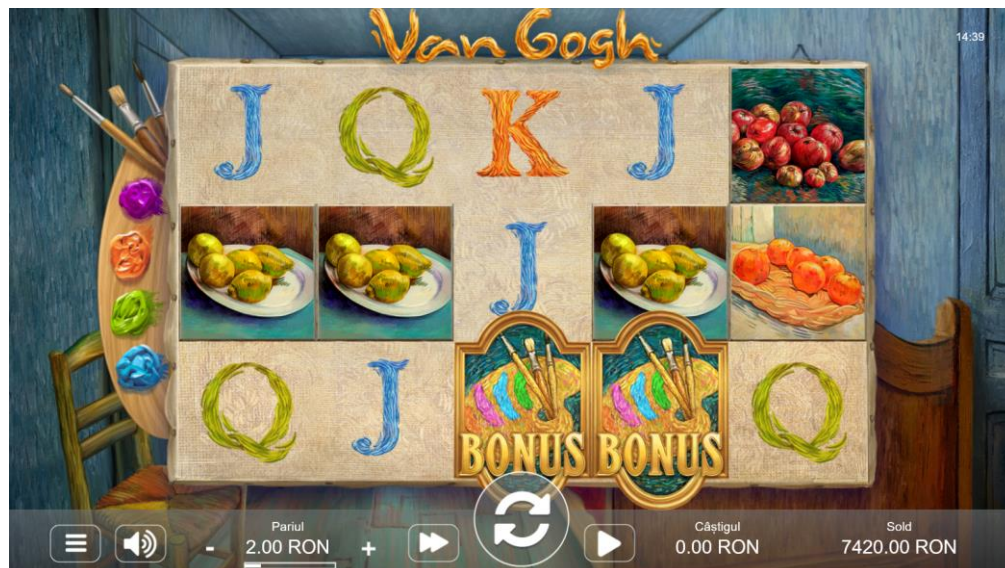 Van Gogh
14:39
J Q K J
J
Q J BONUS BONUS Q
Pariul Câștigul Sold
- 2.00 RON + 0.00 RON 7420.00 RON